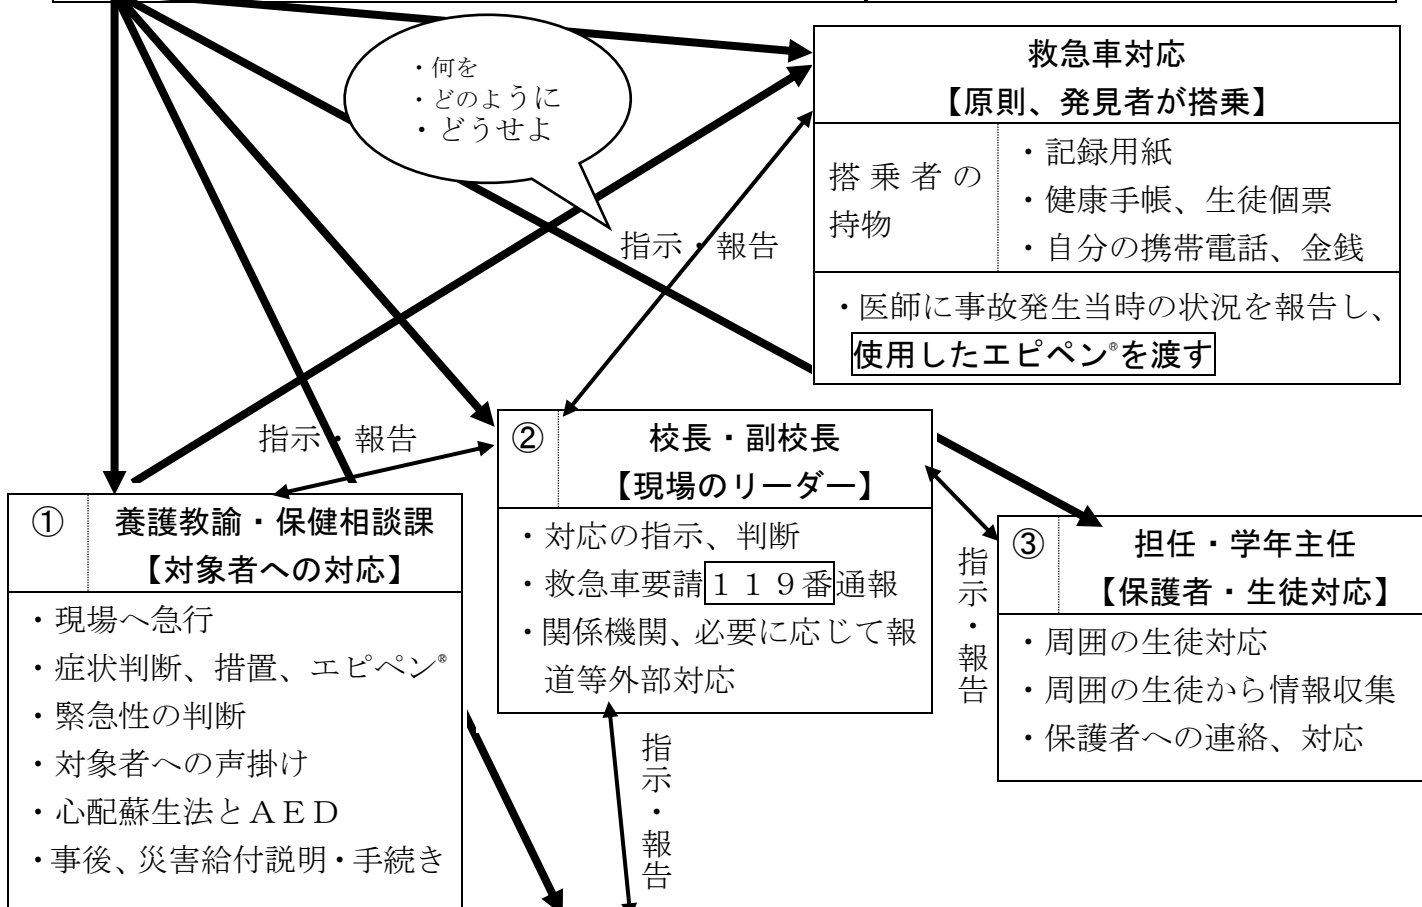 ・何を
・どのように
・どうせよ
救急車対応
【原則、発見者が搭乗】
搭乗者の
持物
・記録用紙
・健康手帳、生徒個票
・自分の携帯電話、金銭
・医師に事故発生当時の状況を報告し、
使用したエピペン®を渡す
指示・報告
指示・報告
② 校長・副校長
【現場のリーダー】
・対応の指示、判断
・救急車要請１１９番通報
・関係機関、必要に応じて報
道等外部対応
① 養護教諭・保健相談課
【対象者への対応】
・現場へ急行
・症状判断、措置、エピペン®
・緊急性の判断
・対象者への声掛け
・心配蘇生法とＡＥＤ
・事後、災害給付説明・手続き
指示・報告
③ 担任・学年主任
【保護者・生徒対応】
・周囲の生徒対応
・周囲の生徒から情報収集
・保護者への連絡、対応
指示・報告